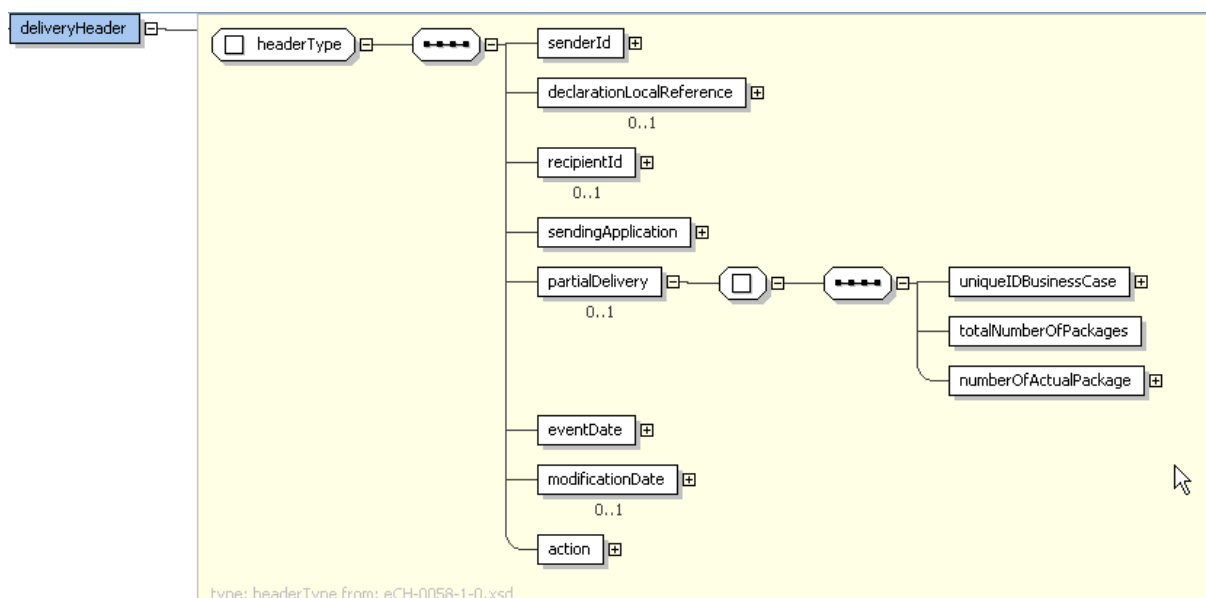 deliveryHeader
headerType
senderId
declarationLocalReference
0..1
recipientId
0..1
sendingApplication
partialDelivery
0..1
uniqueIDBusinessCase
totalNumberOfPackages
numberOfActualPackage
eventDate
modificationDate
0..1
action
type: headerType from: eCH-0058-1-0.xsd